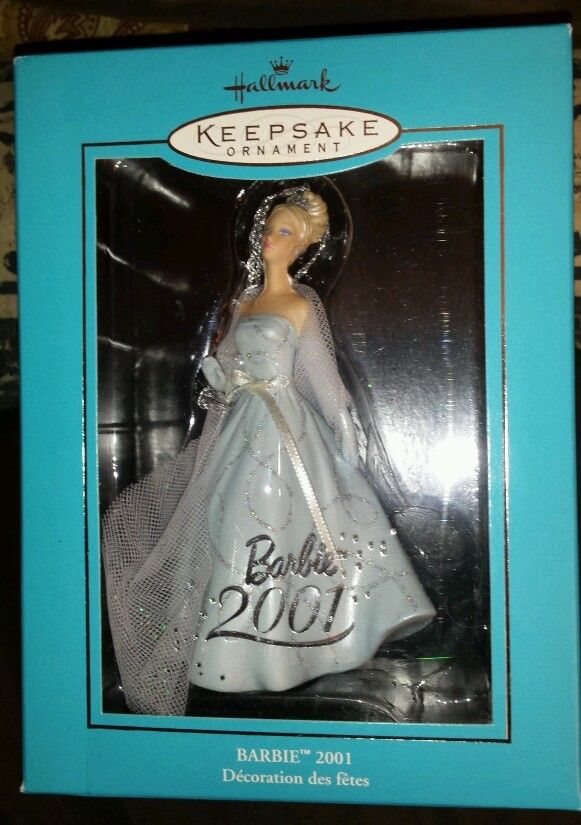 Hallmark
KEEPSAKE
ORNAMENT
Barbie
2001
BARBIE™ 2001
Décoration des fêtes